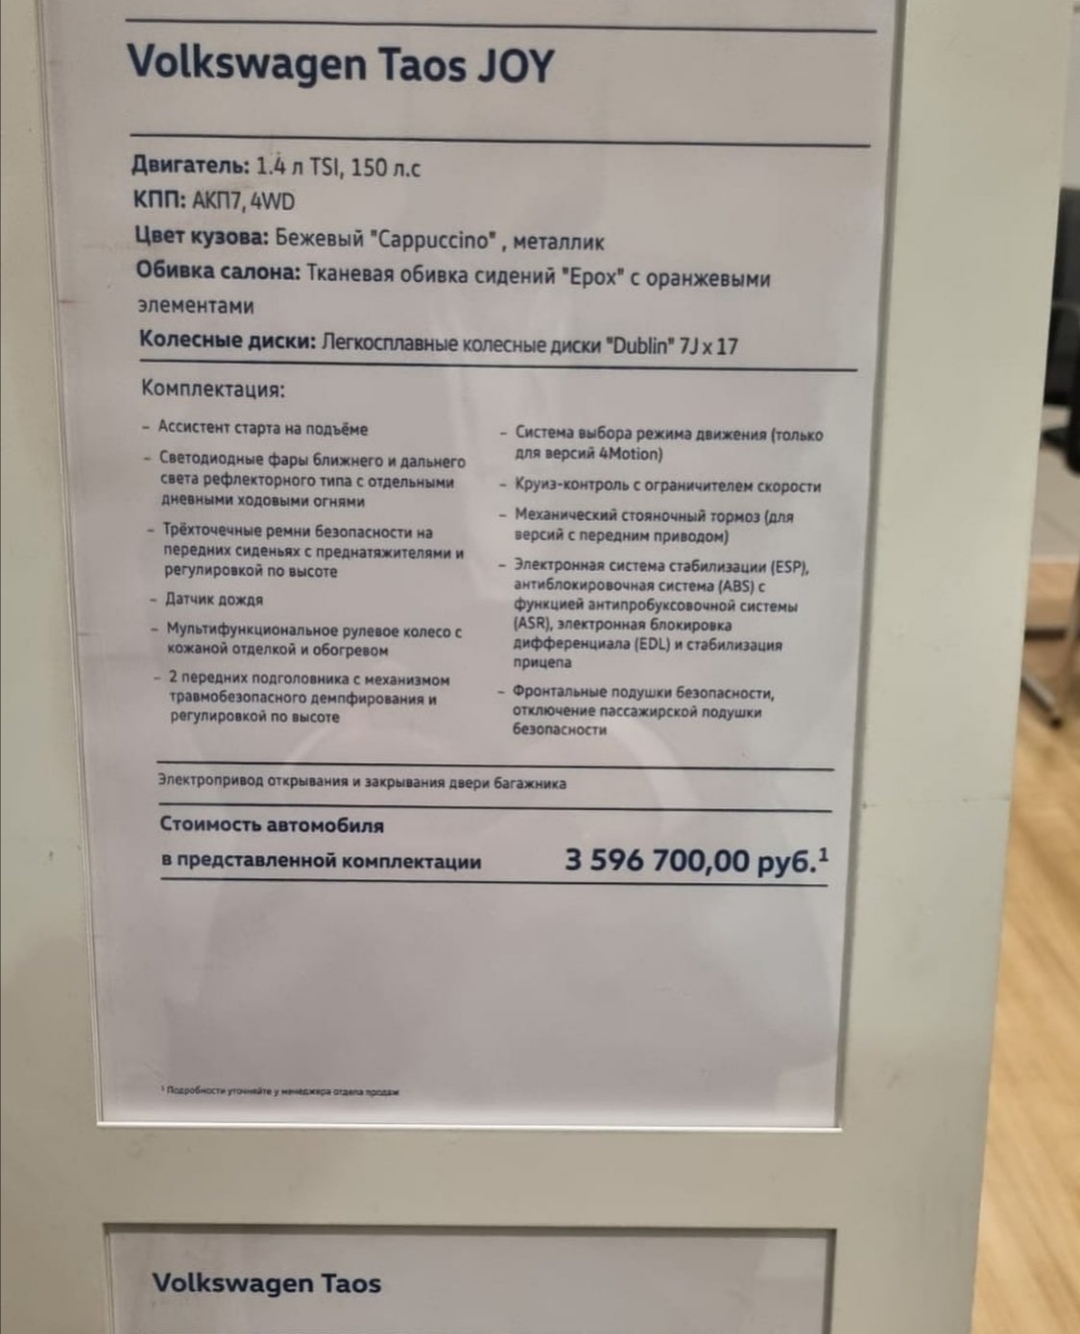 Volkswagen Taos JOY
Двигатель: 1.4 л TSI, 150 л.с
КПП: АКП7, 4WD
Цвет кузова: Бежевый "Cappuccino" , металлик
Обивка салона: Тканевая обивка сидений "Epox" с оранжевыми
элементами
Колесные диски: Легкосплавные колесные диски "Dublin" 7J x 17
Комплектация:
– Ассистент старта на подъёме
– Светодиодные фары ближнего и дальнего
света рефлекторного типа с отдельными
дневными ходовыми огнями
– Трёхточечные ремни безопасности на
передних сиденьях с преднатяжителями и
регулировкой по высоте
– Датчик дождя
– Мультифункциональное рулевое колесо с
кожаной отделкой и обогревом
– 2 передних подголовника с механизмом
травмобезопасного демпфирования и
регулировкой по высоте
– Система выбора режима движения (только
для версий 4Motion)
– Круиз-контроль с ограничителем скорости
– Механический стояночный тормоз (для
версий с передним приводом)
– Электронная система стабилизации (ESP),
антиблокировочная система (ABS) с
функцией антипробуксовочной системы
(ASR), электронная блокировка
дифференциала (EDL) и стабилизация
прицепа
– Фронтальные подушки безопасности,
отключение пассажирской подушки
безопасности
Электропривод открывания и закрывания двери багажника
Стоимость автомобиля
в представленной комплектации 3 596 700,00 руб.¹
¹ Подробности уточняйте у менеджера отдела продаж
Volkswagen Taos